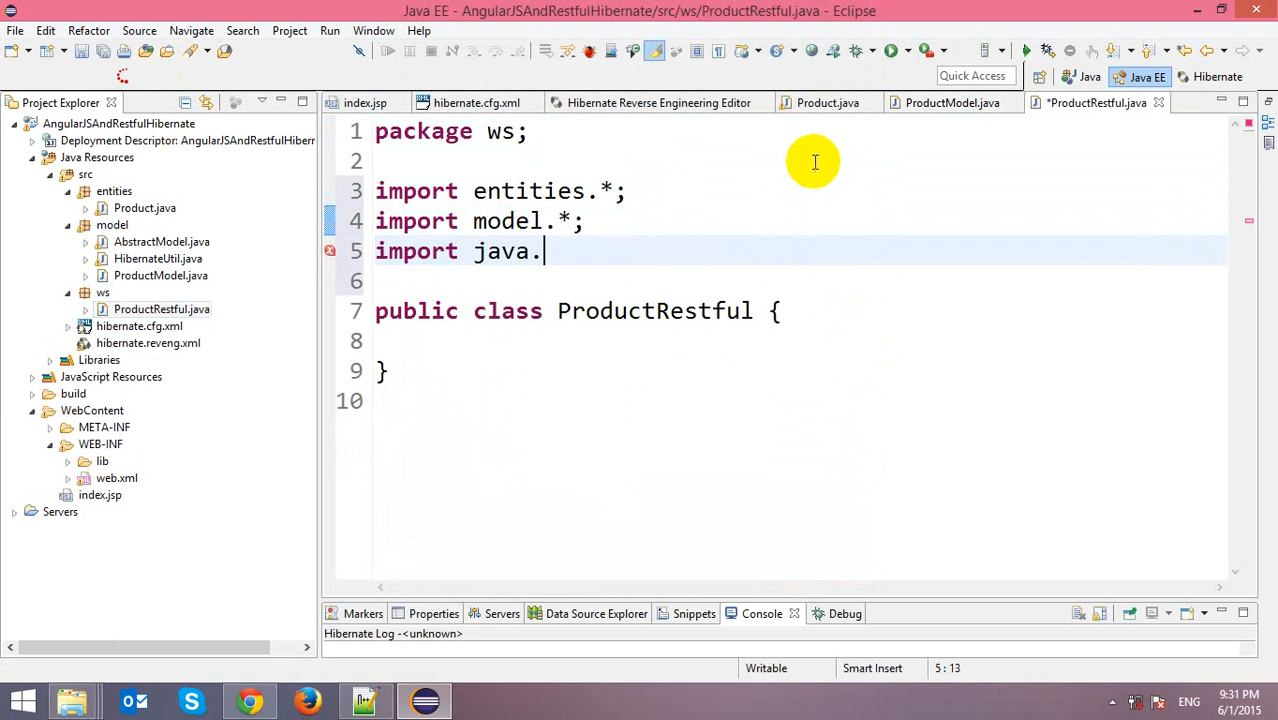 Java EE - AngularJSAndRestfulHibernate/src/ws/ProductRestful.java - Eclipse
File Edit Refactor Source Navigate Search Project Run Window Help
Quick Access Java Java EE Hibernate
Project Explorer
index.jsp hibernate.cfg.xml Hibernate Reverse Engineering Editor Product.java ProductModel.java *ProductRestful.java
AngularJSAndRestfulHibernate
Deployment Descriptor: AngularJSAndRestfulHibern
Java Resources
src
entities
Product.java
model
AbstractModel.java
HibernateUtil.java
ProductModel.java
ws
ProductRestful.java
hibernate.cfg.xml
hibernate.reveng.xml
Libraries
JavaScript Resources
build
WebContent
META-INF
WEB-INF
lib
web.xml
index.jsp
Servers
1 package ws;
2
3 import entities.*;
4 import model.*;
5 import java.
6
7 public class ProductRestful {
8
9 }
10
Markers Properties Servers Data Source Explorer Snippets Console Debug
Hibernate Log -<unknown>
Writable Smart Insert 5 : 13
ENG
9:31 PM
6/1/2015